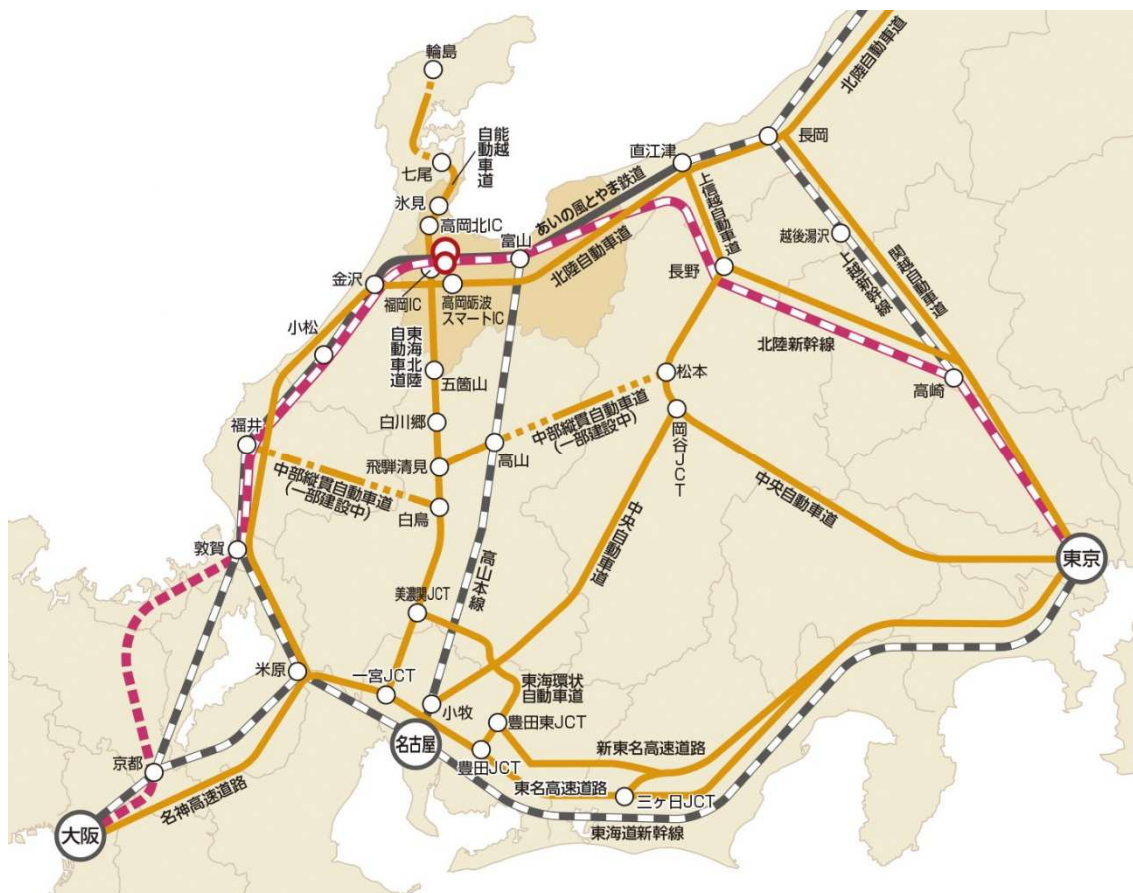 輪島
北陸自動車道
能越
自動車道
七尾
氷見
高岡北IC
長岡
直江津
あいの風とやま鉄道
上信越自動車道
富山
越後湯沢
上越新幹線
関越自動車道
金沢
福岡IC
高岡砺波
スマートIC
北陸自動車道
長野
小松
東海北陸
自動車道
北陸新幹線
五箇山
松本
高崎
福井
白川郷
高山
中部縦貫自動車道
(一部建設中)
岡谷JCT
飛騨清見
中部縦貫自動車道
(一部建設中)
白鳥
中央自動車道
中央自動車道
敦賀
高山本線
東京
美濃関JCT
米原
一宮JCT
小牧
東海環状
自動車道
豊田東JCT
名古屋
豊田JCT
新東名高速道路
京都
名神高速道路
東名高速道路
三ヶ日JCT
大阪
東海道新幹線